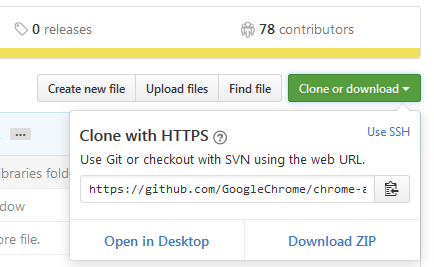 0 releases
78 contributors
Create new file
Upload files
Find file
Clone or download
...
Clone with HTTPS
Use SSH
Use Git or checkout with SVN using the web URL.
https://github.com/GoogleChrome/chrome-a
ibraries fold
dow
ore file.
Open in Desktop
Download ZIP